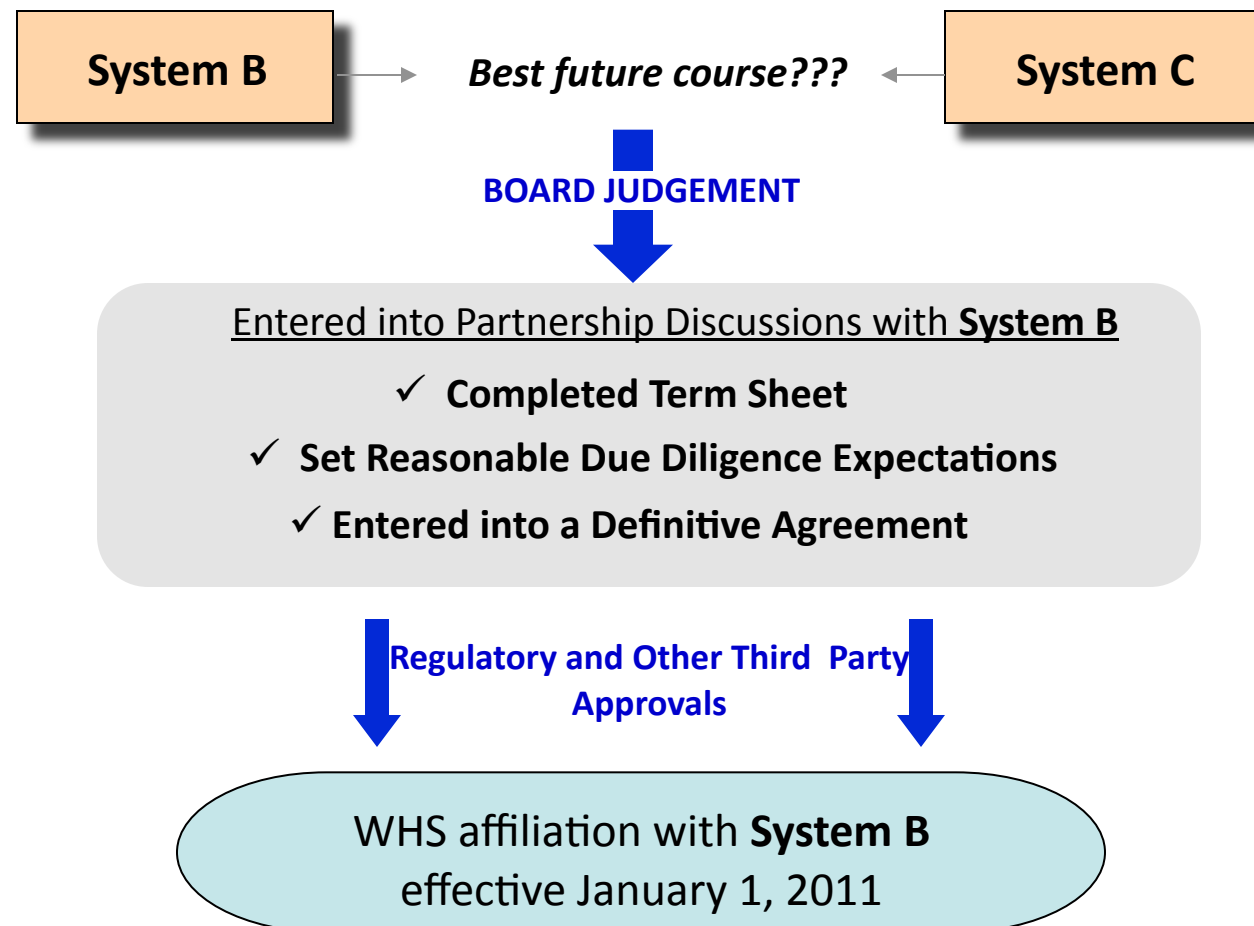 System B
Best future course???
System C
BOARD JUDGEMENT
Entered into Partnership Discussions with System B
✓ Completed Term Sheet
✓ Set Reasonable Due Diligence Expectations
✓ Entered into a Definitive Agreement
Regulatory and Other Third  Party
Approvals
WHS affiliation with System B
effective January 1, 2011